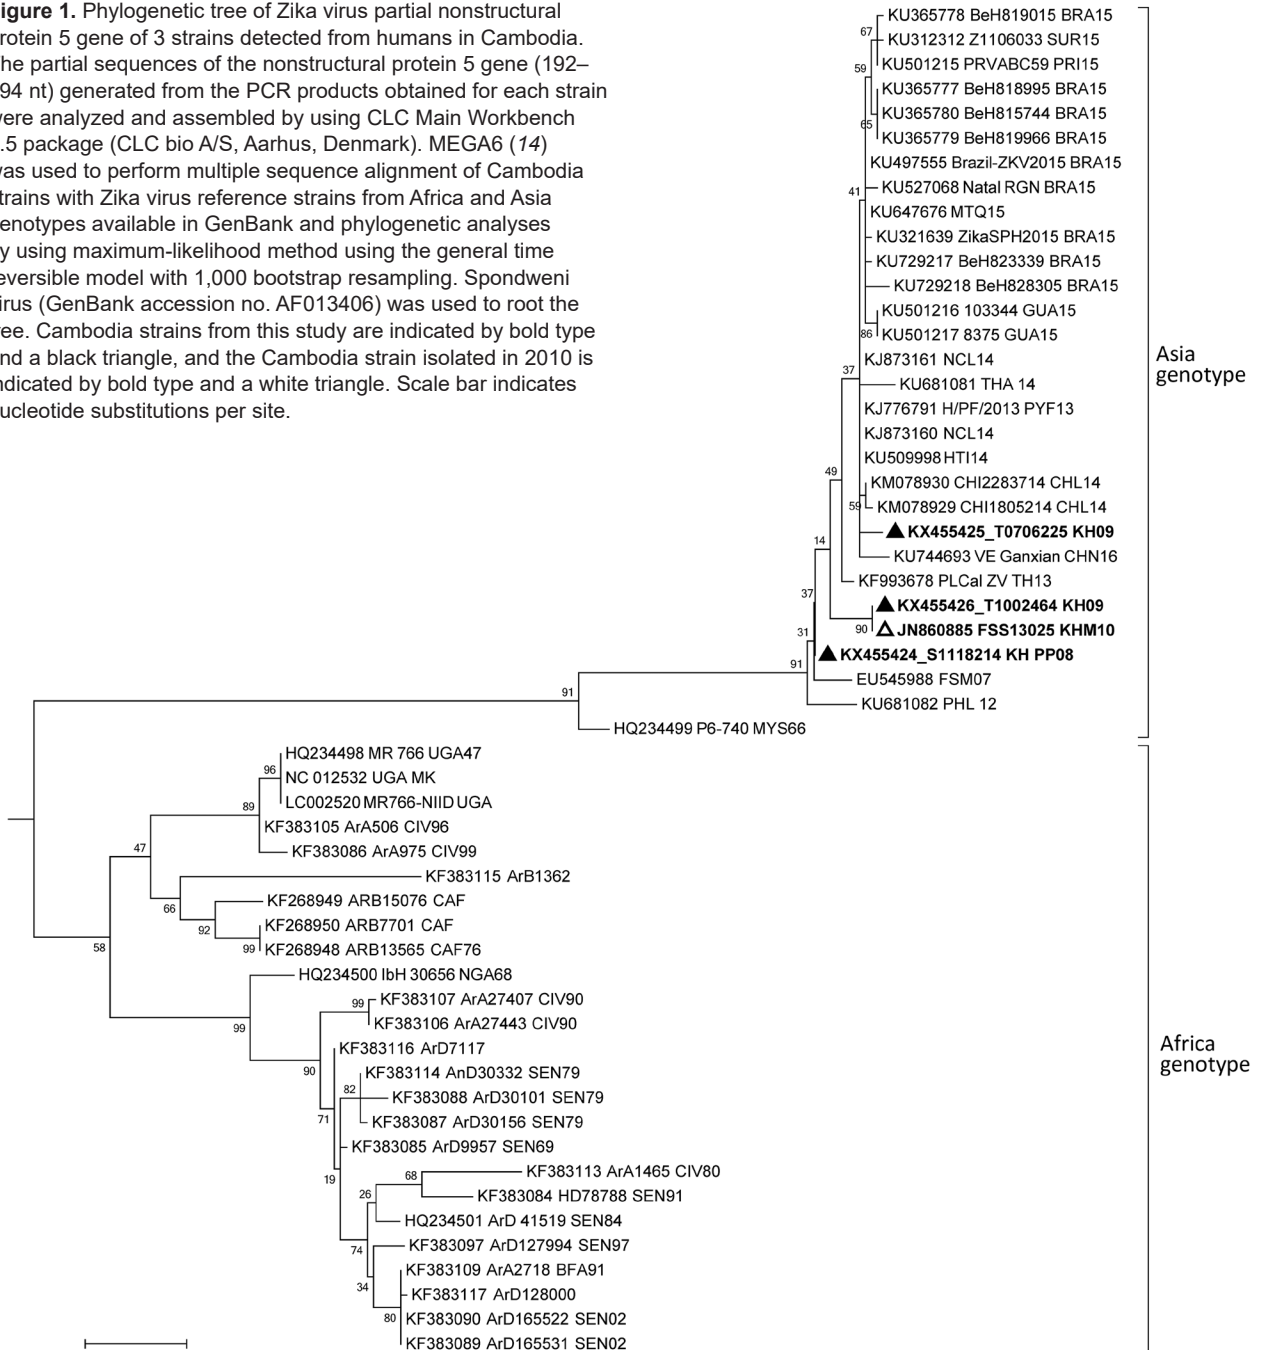 igure 1. Phylogenetic tree of Zika virus partial nonstructural
rotein 5 gene of 3 strains detected from humans in Cambodia.
he partial sequences of the nonstructural protein 5 gene (192–
94 nt) generated from the PCR products obtained for each strain
ere analyzed and assembled by using CLC Main Workbench
.5 package (CLC bio A/S, Aarhus, Denmark). MEGA6 (14)
as used to perform multiple sequence alignment of Cambodia
trains with Zika virus reference strains from Africa and Asia
enotypes available in GenBank and phylogenetic analyses
y using maximum-likelihood method using the general time
eversible model with 1,000 bootstrap resampling. Spondweni
irus (GenBank accession no. AF013406) was used to root the
ree. Cambodia strains from this study are indicated by bold type
nd a black triangle, and the Cambodia strain isolated in 2010 is
ndicated by bold type and a white triangle. Scale bar indicates
ucleotide substitutions per site.
KU365778 BeH819015 BRA15
67
KU312312 Z1106033 SUR15
59
KU501215 PRVABC59 PRI15
KU365777 BeH818995 BRA15
KU365780 BeH815744 BRA15
65
KU365779 BeH819966 BRA15
KU497555 Brazil-ZKV2015 BRA15
41
KU527068 Natal RGN BRA15
KU647676 MTQ15
KU321639 ZikaSPH2015 BRA15
KU729217 BeH823339 BRA15
KU729218 BeH828305 BRA15
KU501216 103344 GUA15
86
KU501217 8375 GUA15
KJ873161 NCL14
37
KU681081 THA 14
KJ776791 H/PF/2013 PYF13
KJ873160 NCL14
KU509998 HTI14
49
KM078930 CHI2283714 CHL14
59
KM078929 CHI1805214 CHL14
▲ KX455425_T0706225 KH09
14
KU744693 VE Ganxian CHN16
KF993678 PLCal ZV TH13
37
▲ KX455426_T1002464 KH09
90
△ JN860885 FSS13025 KHM10
31
▲ KX455424_S1118214 KH PP08
91
EU545988 FSM07
KU681082 PHL 12
91
HQ234499 P6-740 MYS66
Asia
genotype
HQ234498 MR 766 UGA47
96
NC 012532 UGA MK
LC002520 MR766-NIID UGA
89
KF383105 ArA506 CIV96
KF383086 ArA975 CIV99
47
KF383115 ArB1362
66
KF268949 ARB15076 CAF
92
KF268950 ARB7701 CAF
99
KF268948 ARB13565 CAF76
58
HQ234500 IbH 30656 NGA68
99
KF383107 ArA27407 CIV90
99
KF383106 ArA27443 CIV90
KF383116 ArD7117
90
KF383114 AnD30332 SEN79
82
KF383088 ArD30101 SEN79
71
KF383087 ArD30156 SEN79
KF383085 ArD9957 SEN69
19
KF383113 ArA1465 CIV80
68
KF383084 HD78788 SEN91
26
HQ234501 ArD 41519 SEN84
74
KF383097 ArD127994 SEN97
KF383109 ArA2718 BFA91
34
KF383117 ArD128000
80
KF383090 ArD165522 SEN02
KF383089 ArD165531 SEN02
Africa
genotype